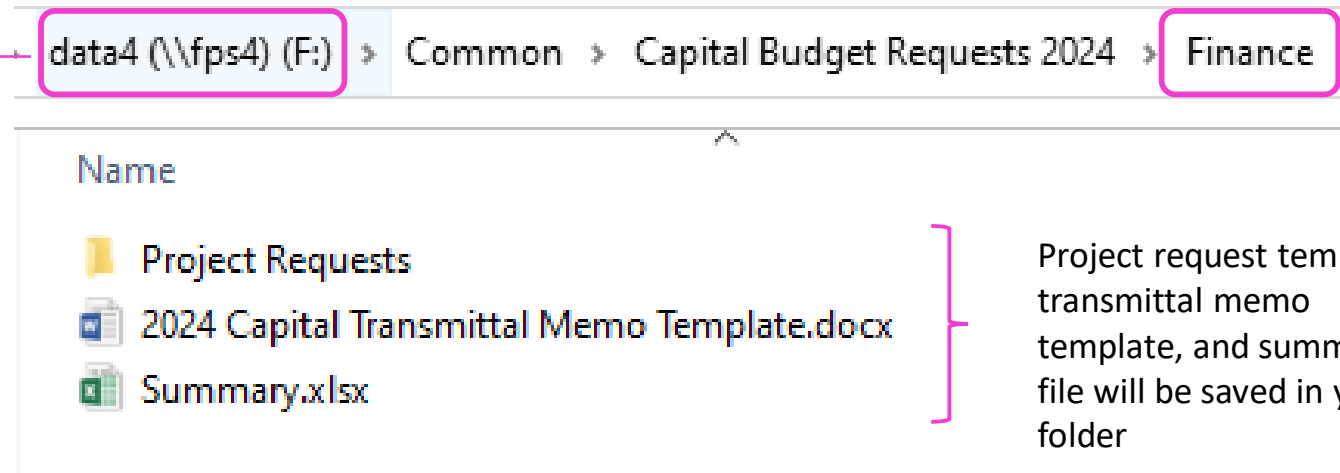 data4 (\\fps4) (F:) > Common > Capital Budget Requests 2024 > Finance
Name
Project Requests
2024 Capital Transmittal Memo Template.docx
Summary.xlsx
Project request tem
transmittal memo
template, and summ
file will be saved in y
folder